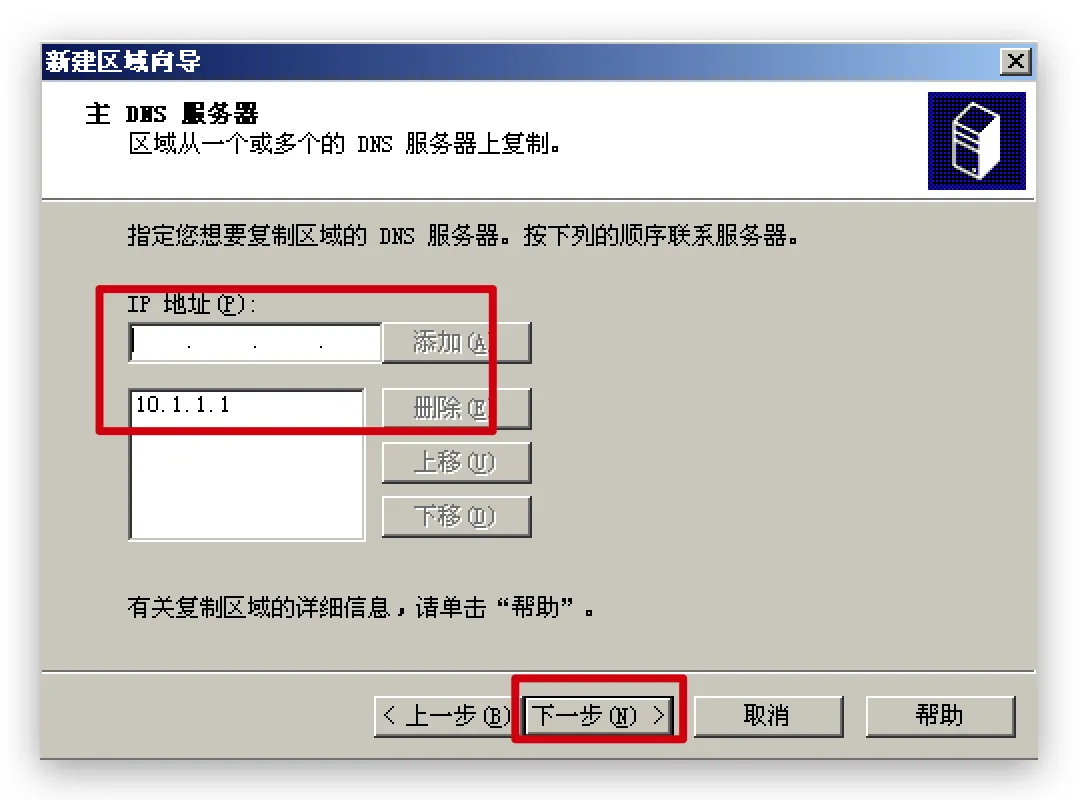 新建区域向导
主 DNS 服务器
区域从一个或多个的 DNS 服务器上复制。
指定您想要复制区域的 DNS 服务器。按下列的顺序联系服务器。
IP 地址(P):
. . .
添加(A
10.1.1.1
删除(E
上移(U)
下移(D)
有关复制区域的详细信息，请单击“帮助”。
< 上一步(B)
下一步(N) >
取消
帮助